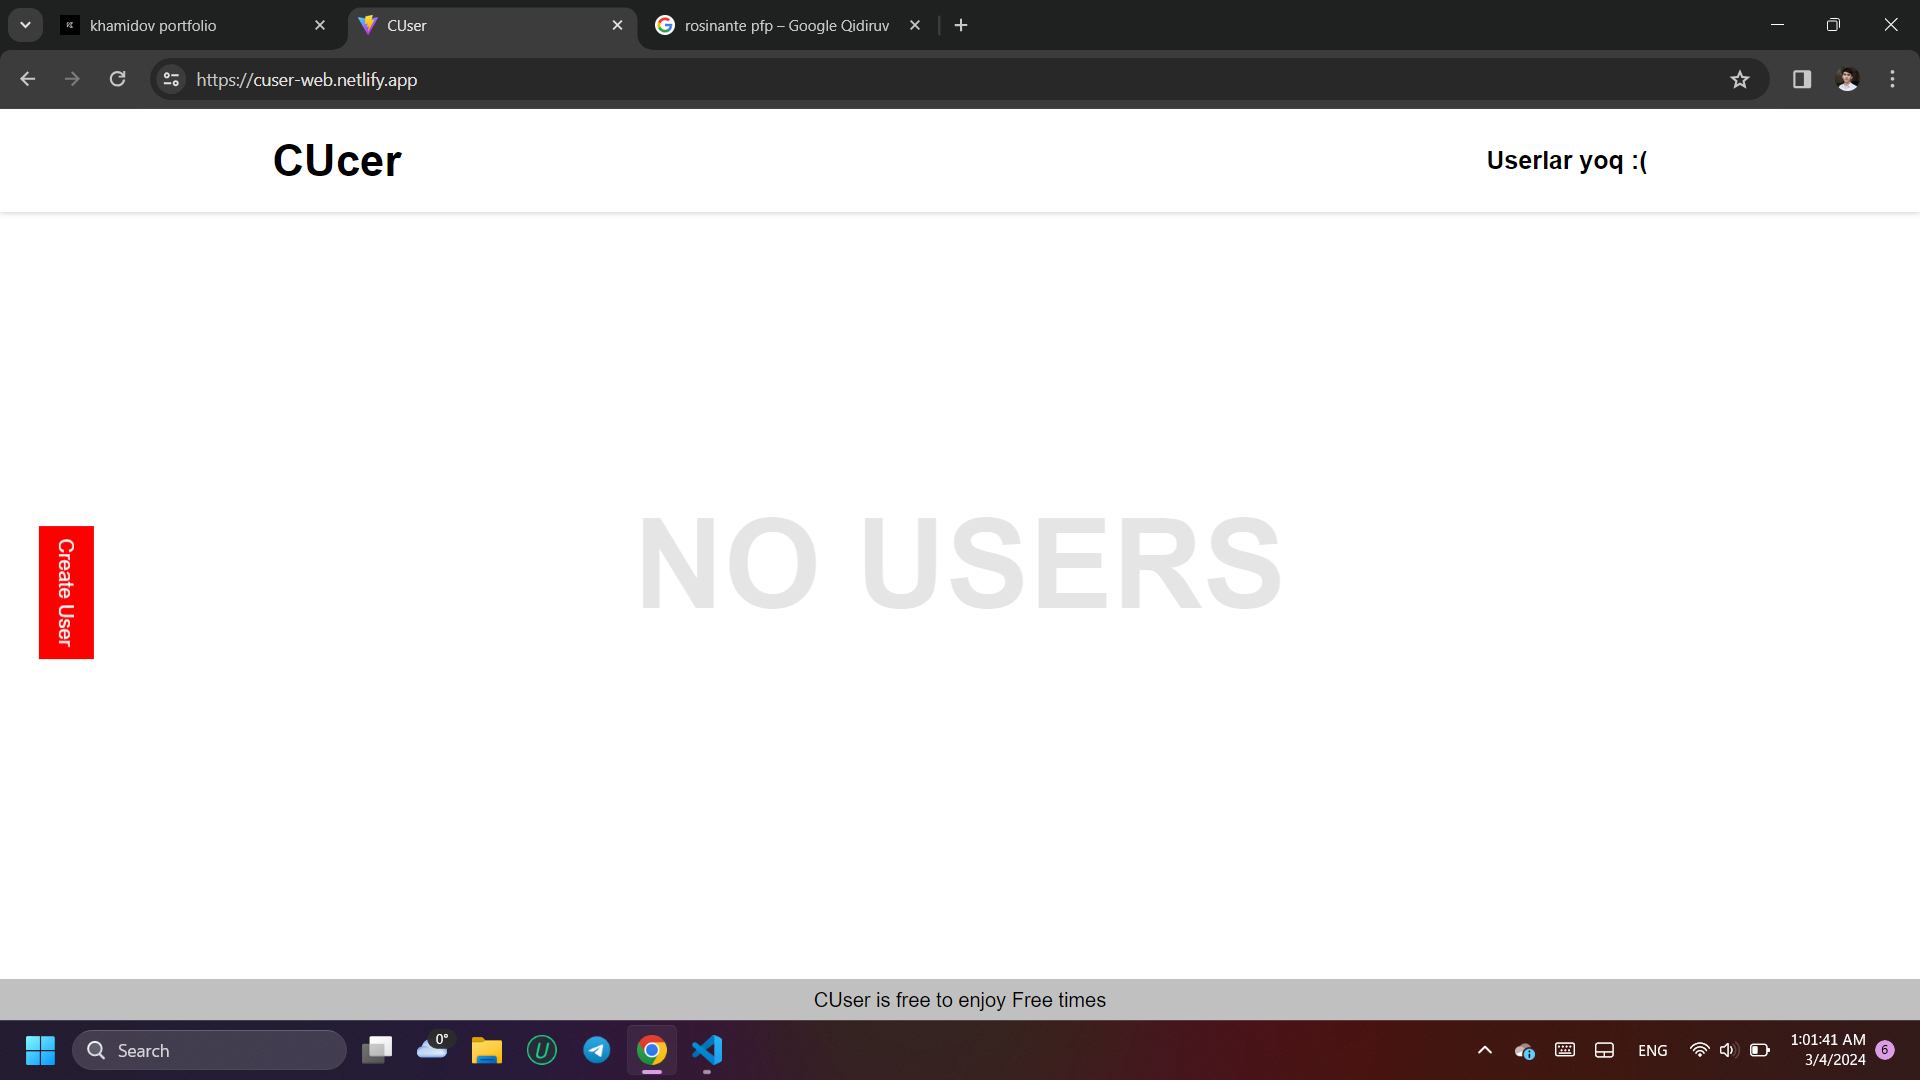 khamidov portfolio
CUser
rosinante pfp – Google Qidiruv
https://cuser-web.netlify.app
CUcer
Userlar yoq :(
NO USERS
Create User
CUser is free to enjoy Free times
Search
0°
ENG
1:01:41 AM
3/4/2024
6